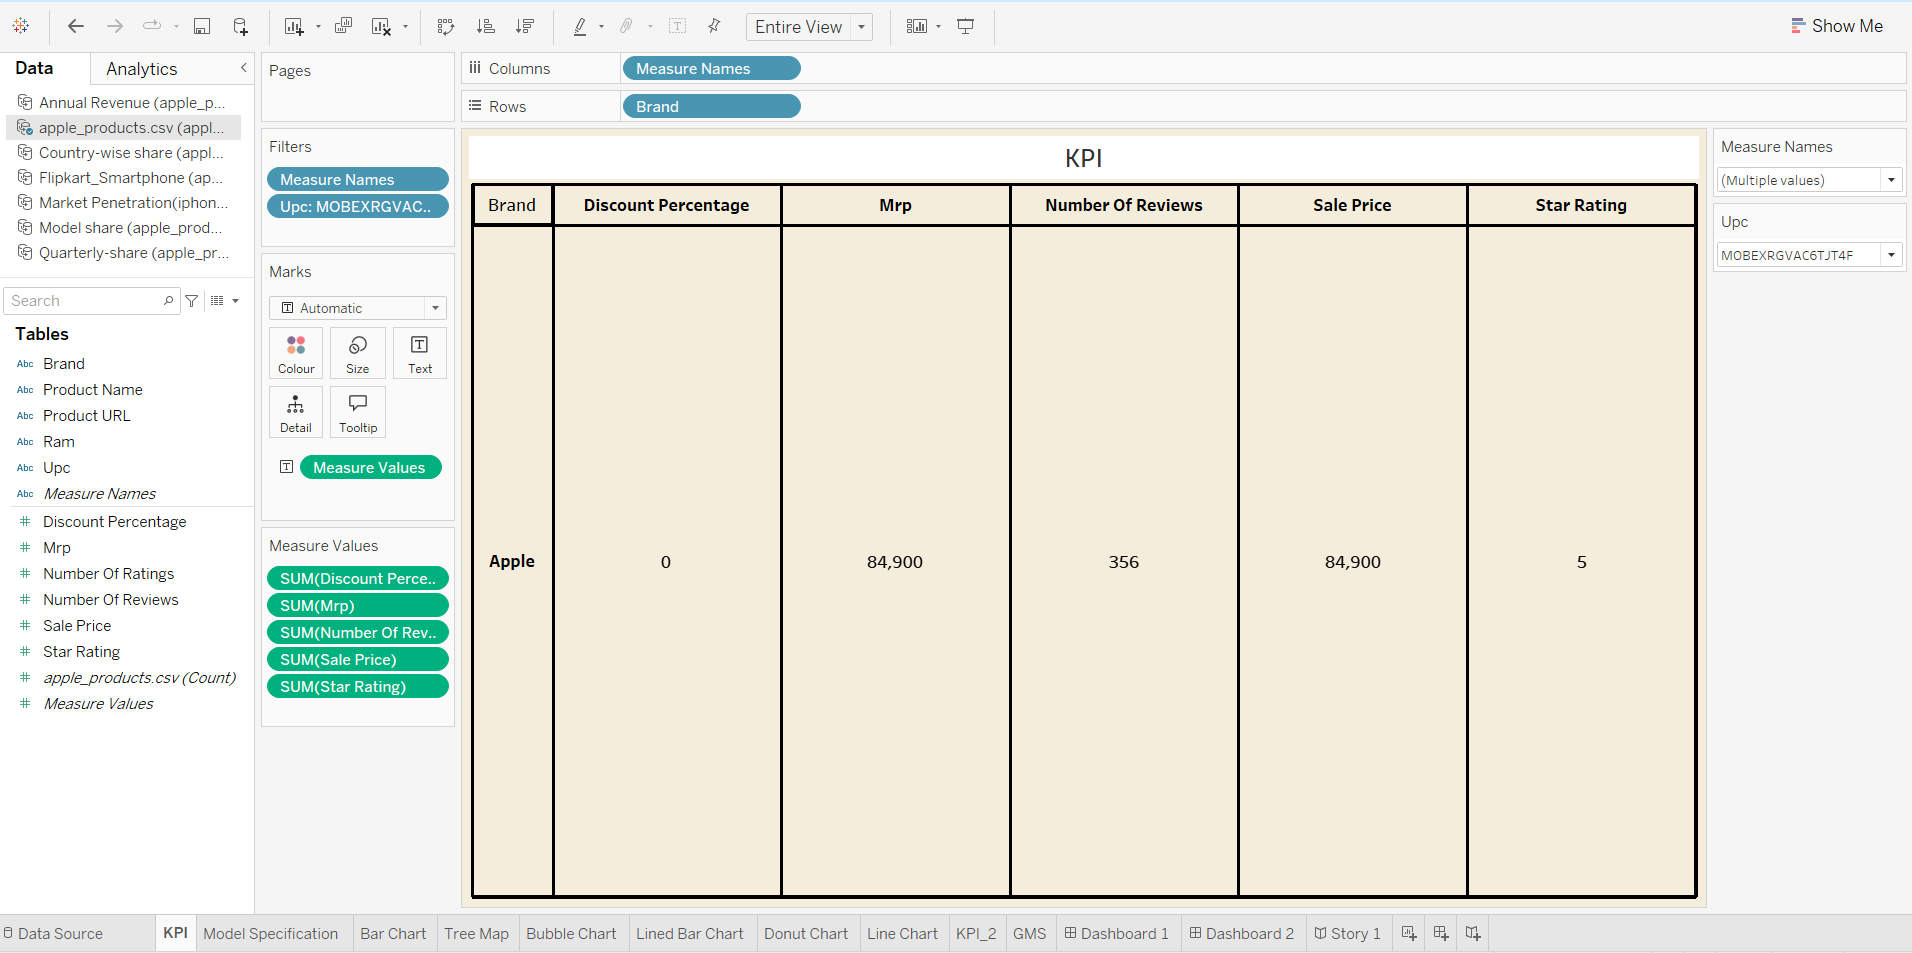 Entire View
Show Me
Data
Analytics
Annual Revenue (apple_p...
apple_products.csv (appl...
Country-wise share (appl...
Flipkart_Smartphone (ap...
Market Penetration(iphon...
Model share (apple_prod...
Quarterly-share (apple_pr...
Search
Tables
Abc Brand
Abc Product Name
Abc Product URL
Abc Ram
Abc Upc
Abc Measure Names
# Discount Percentage
# Mrp
# Number Of Ratings
# Number Of Reviews
# Sale Price
# Star Rating
# apple_products.csv (Count)
# Measure Values
Pages
Filters
Measure Names
Upc: MOBEXRGVAC..
Marks
T Automatic
Colour
Size
T Text
Detail
Tooltip
T Measure Values
Measure Values
SUM(Discount Perce..
SUM(Mrp)
SUM(Number Of Rev..
SUM(Sale Price)
SUM(Star Rating)
Columns
Measure Names
Rows
Brand
KPI
Brand Discount Percentage Mrp Number Of Reviews Sale Price Star Rating
Apple 0 84,900 356 84,900 5
Measure Names
(Multiple values)
Upc
MOBEXRGVAC6TJT4F
Data Source KPI Model Specification Bar Chart Tree Map Bubble Chart Lined Bar Chart Donut Chart Line Chart KPI_2 GMS Dashboard 1 Dashboard 2 Story 1